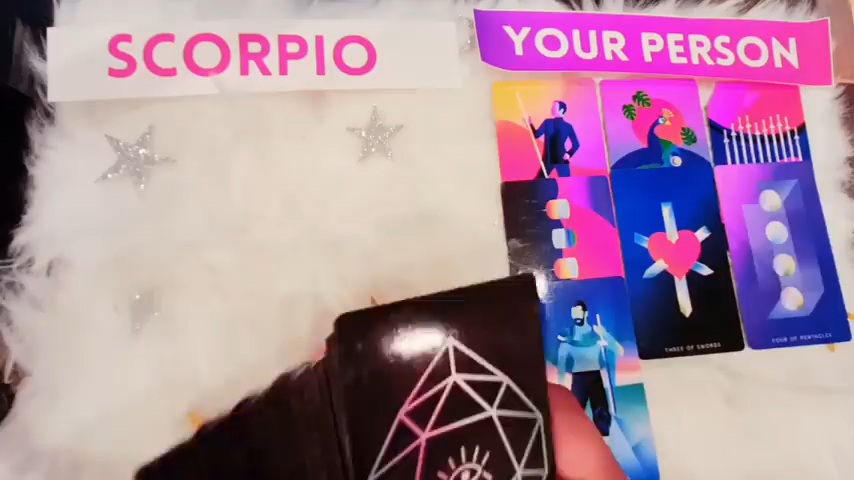 SCORPIO
YOUR PERSON
THREE OF SWORDS
FOUR OF PENTACLES